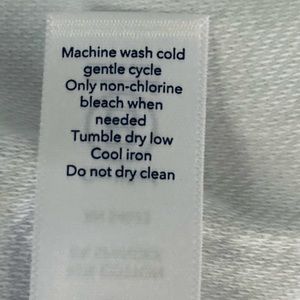 Machine wash cold
gentle cycle
Only non-chlorine
bleach when
needed
Tumble dry low
Cool iron
Do not dry clean